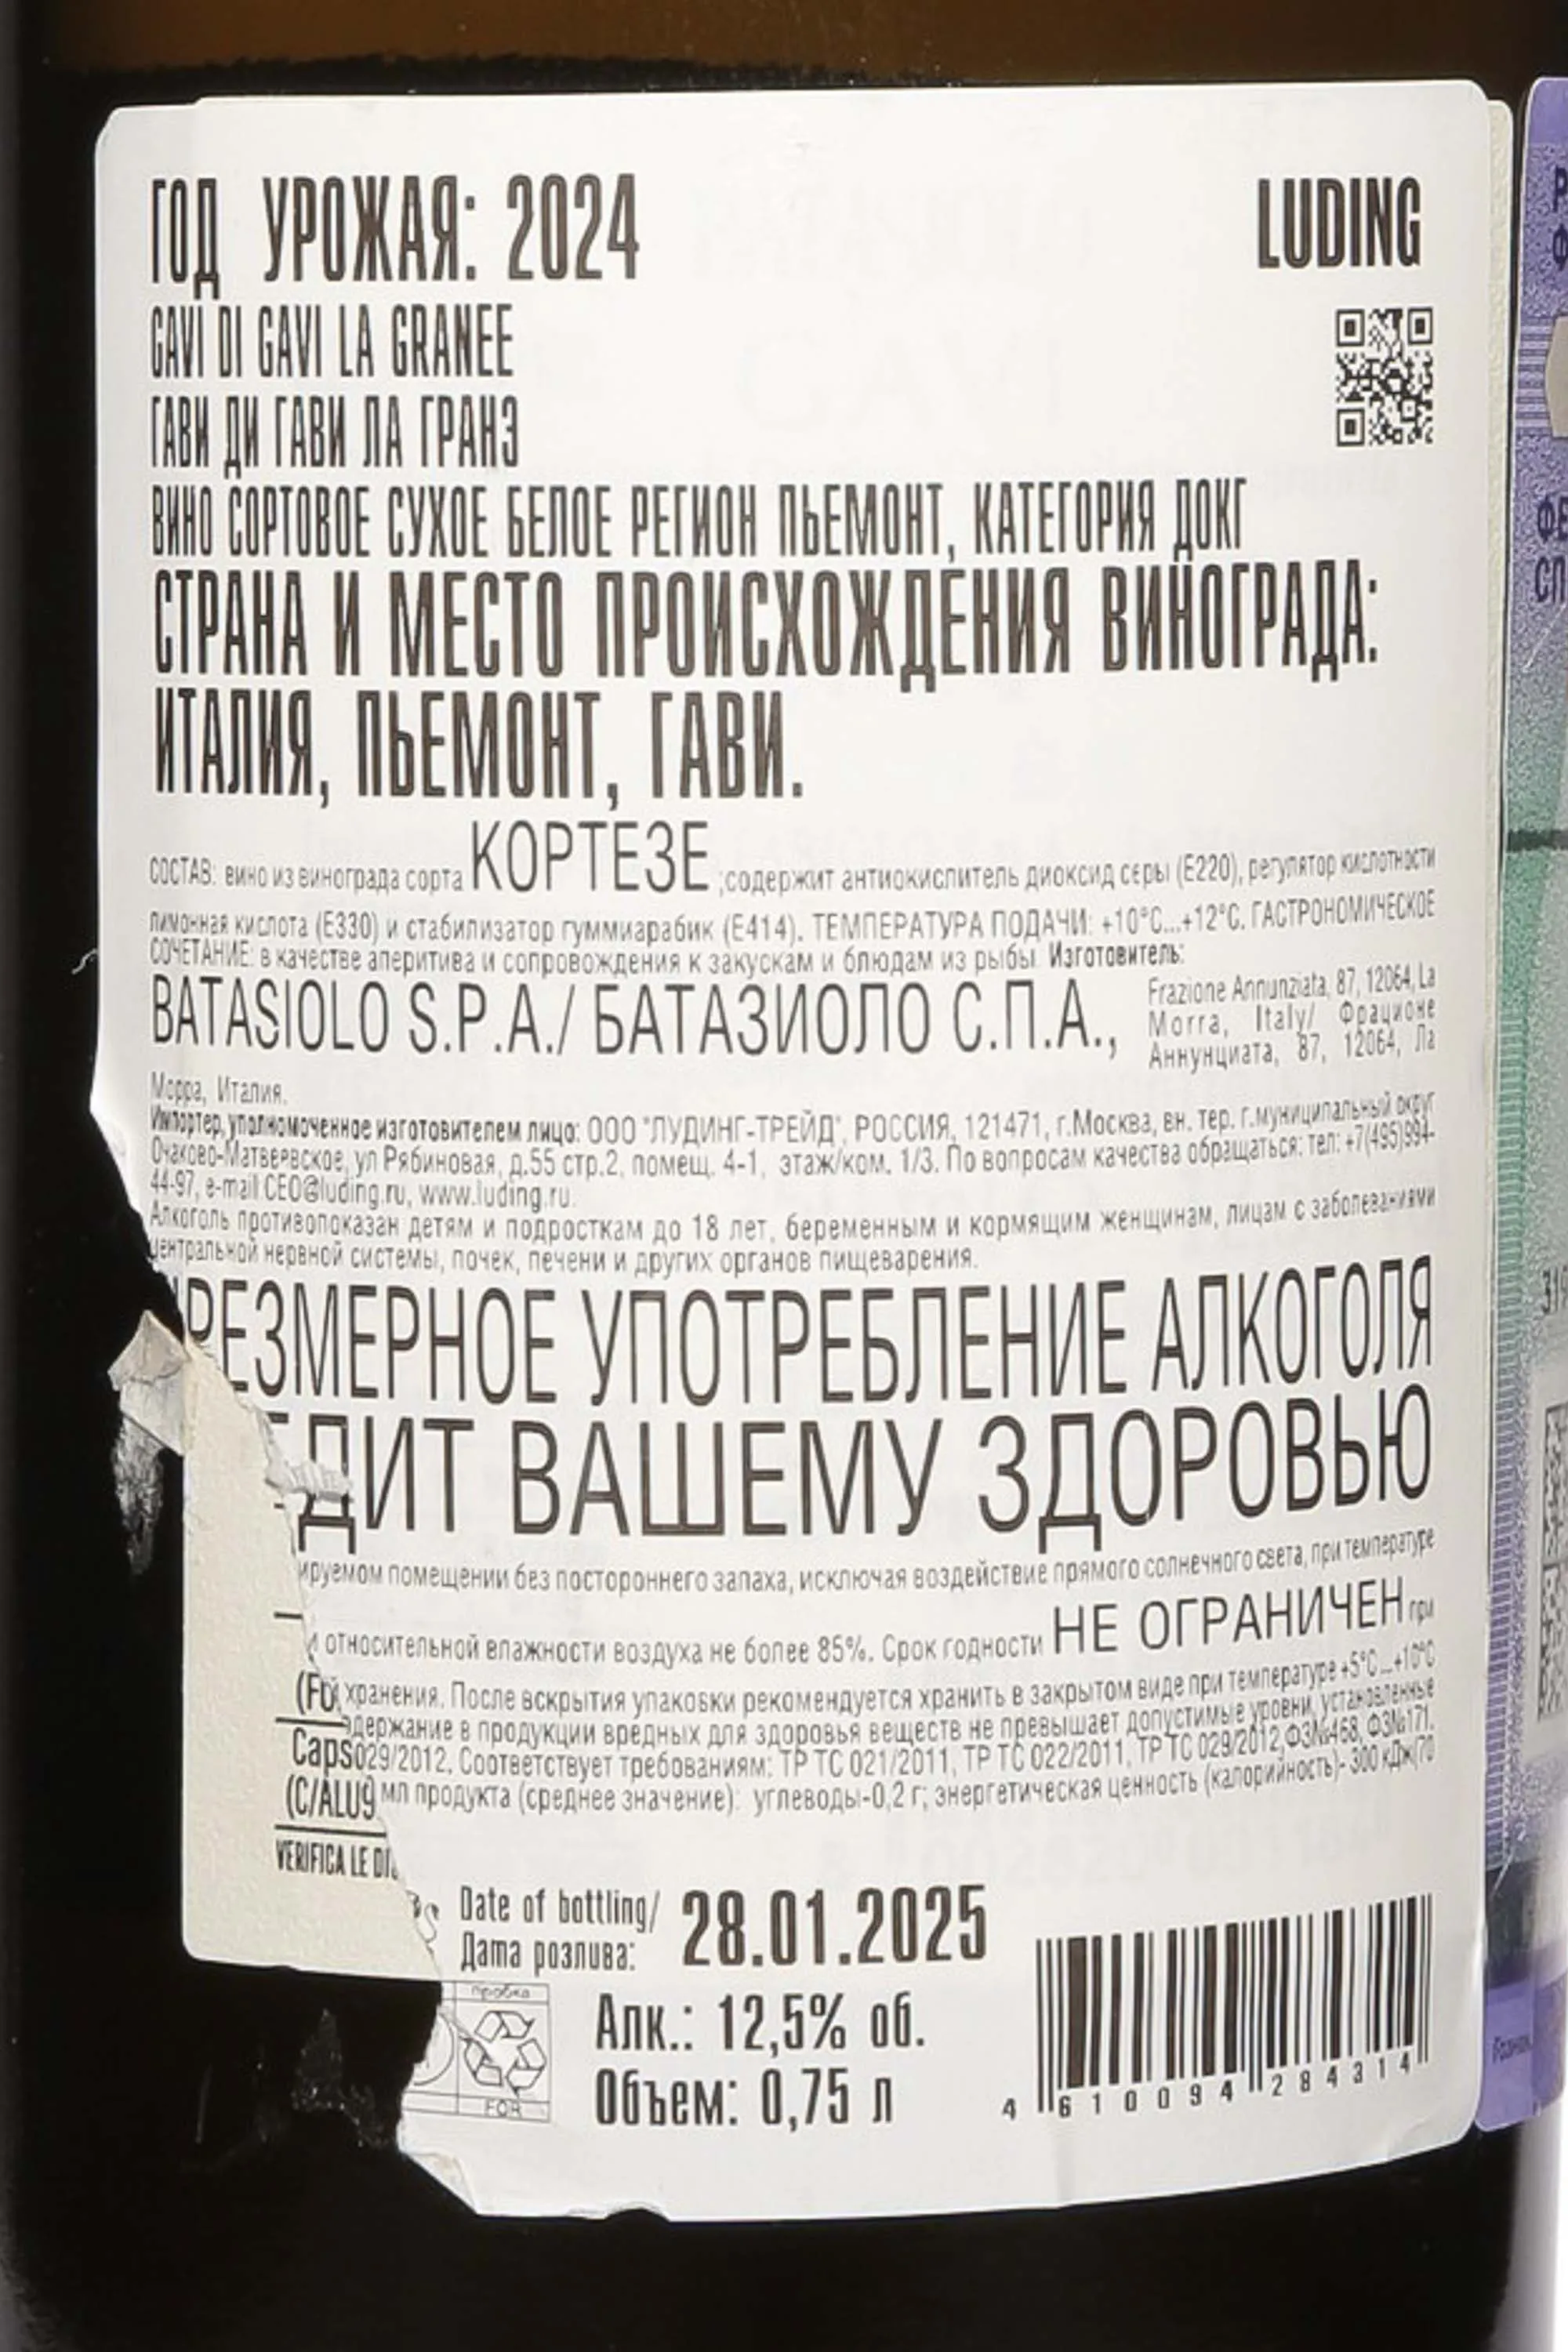 ГОД УРОЖАЯ: 2024
LUDING
GAVI DI GAVI LA GRANEE
ГАВИ ДИ ГАВИ ЛА ГРАНЭ
ВИНО СОРТОВОЕ СУХОЕ БЕЛОЕ РЕГИОН ПЬЕМОНТ, КАТЕГОРИЯ ДОКГ
СТРАНА И МЕСТО ПРОИСХОЖДЕНИЯ ВИНОГРАДА:
ИТАЛИЯ, ПЬЕМОНТ, ГАВИ.
СОСТАВ: вино из винограда сорта КОРТЕЗЕ ;содержит антиокислитель диоксид серы (Е220), регулятор кислотности
лимонная кислота (Е330) и стабилизатор гуммиарабик (Е414). ТЕМПЕРАТУРА ПОДАЧИ: +10°С...+12°С. ГАСТРОНОМИЧЕСКОЕ
СОЧЕТАНИЕ: в качестве аперитива и сопровождения к закускам и блюдам из рыбы. Изготовитель:
BATASIOLO S.P.A./ БАТАЗИОЛО С.П.А.,
Frazione Annunziata, 87, 12064, La
Morra, Italy/ Фрационе
Аннунциата, 87, 12064, Ла
Морра, Италия.
Импортер, уполномоченное изготовителем лицо: ООО "ЛУДИНГ-ТРЕЙД", РОССИЯ, 121471, г.Москва, вн. тер. г.муниципальный округ
Очаково-Матвеевское, ул Рябиновая, д.55 стр.2, помещ. 4-1, этаж/ком. 1/3. По вопросам качества обращаться: тел: +7(495)994-
44-97, e-mail CEO@luding.ru, www.luding.ru.
Алкоголь противопоказан детям и подросткам до 18 лет, беременным и кормящим женщинам, лицам с заболеваниями
центральной нервной системы, почек, печени и других органов пищеварения.
РЕЗМЕРНОЕ УПОТРЕБЛЕНИЕ АЛКОГОЛЯ
ДИТ ВАШЕМУ ЗДОРОВЬЮ
ируемом помещении без постороннего запаха, исключая воздействие прямого солнечного света, при температуре
и относительной влажности воздуха не более 85%. Срок годности НЕ ОГРАНИЧЕН при
(FO
хранения. После вскрытия упаковки рекомендуется хранить в закрытом виде при температуре +5°С...+10°С
держание в продукции вредных для здоровья веществ не превышает допустимые уровни, установленные
Caps
029/2012. Соответствует требованиям: ТР ТС 021/2011, ТР ТС 022/2011, ТР ТС 029/2012, ФЗ№468, ФЗ№171.
(C/ALU9
мл продукта (среднее значение): углеводы-0,2 г; энергетическая ценность (калорийность)- 300 кДж(70
VERIFICA LE DI
Date of bottling/
Дата розлива: 28.01.2025
пробка
FOR
Алк.: 12,5% об.
Объем: 0,75 л
4 610094 284314